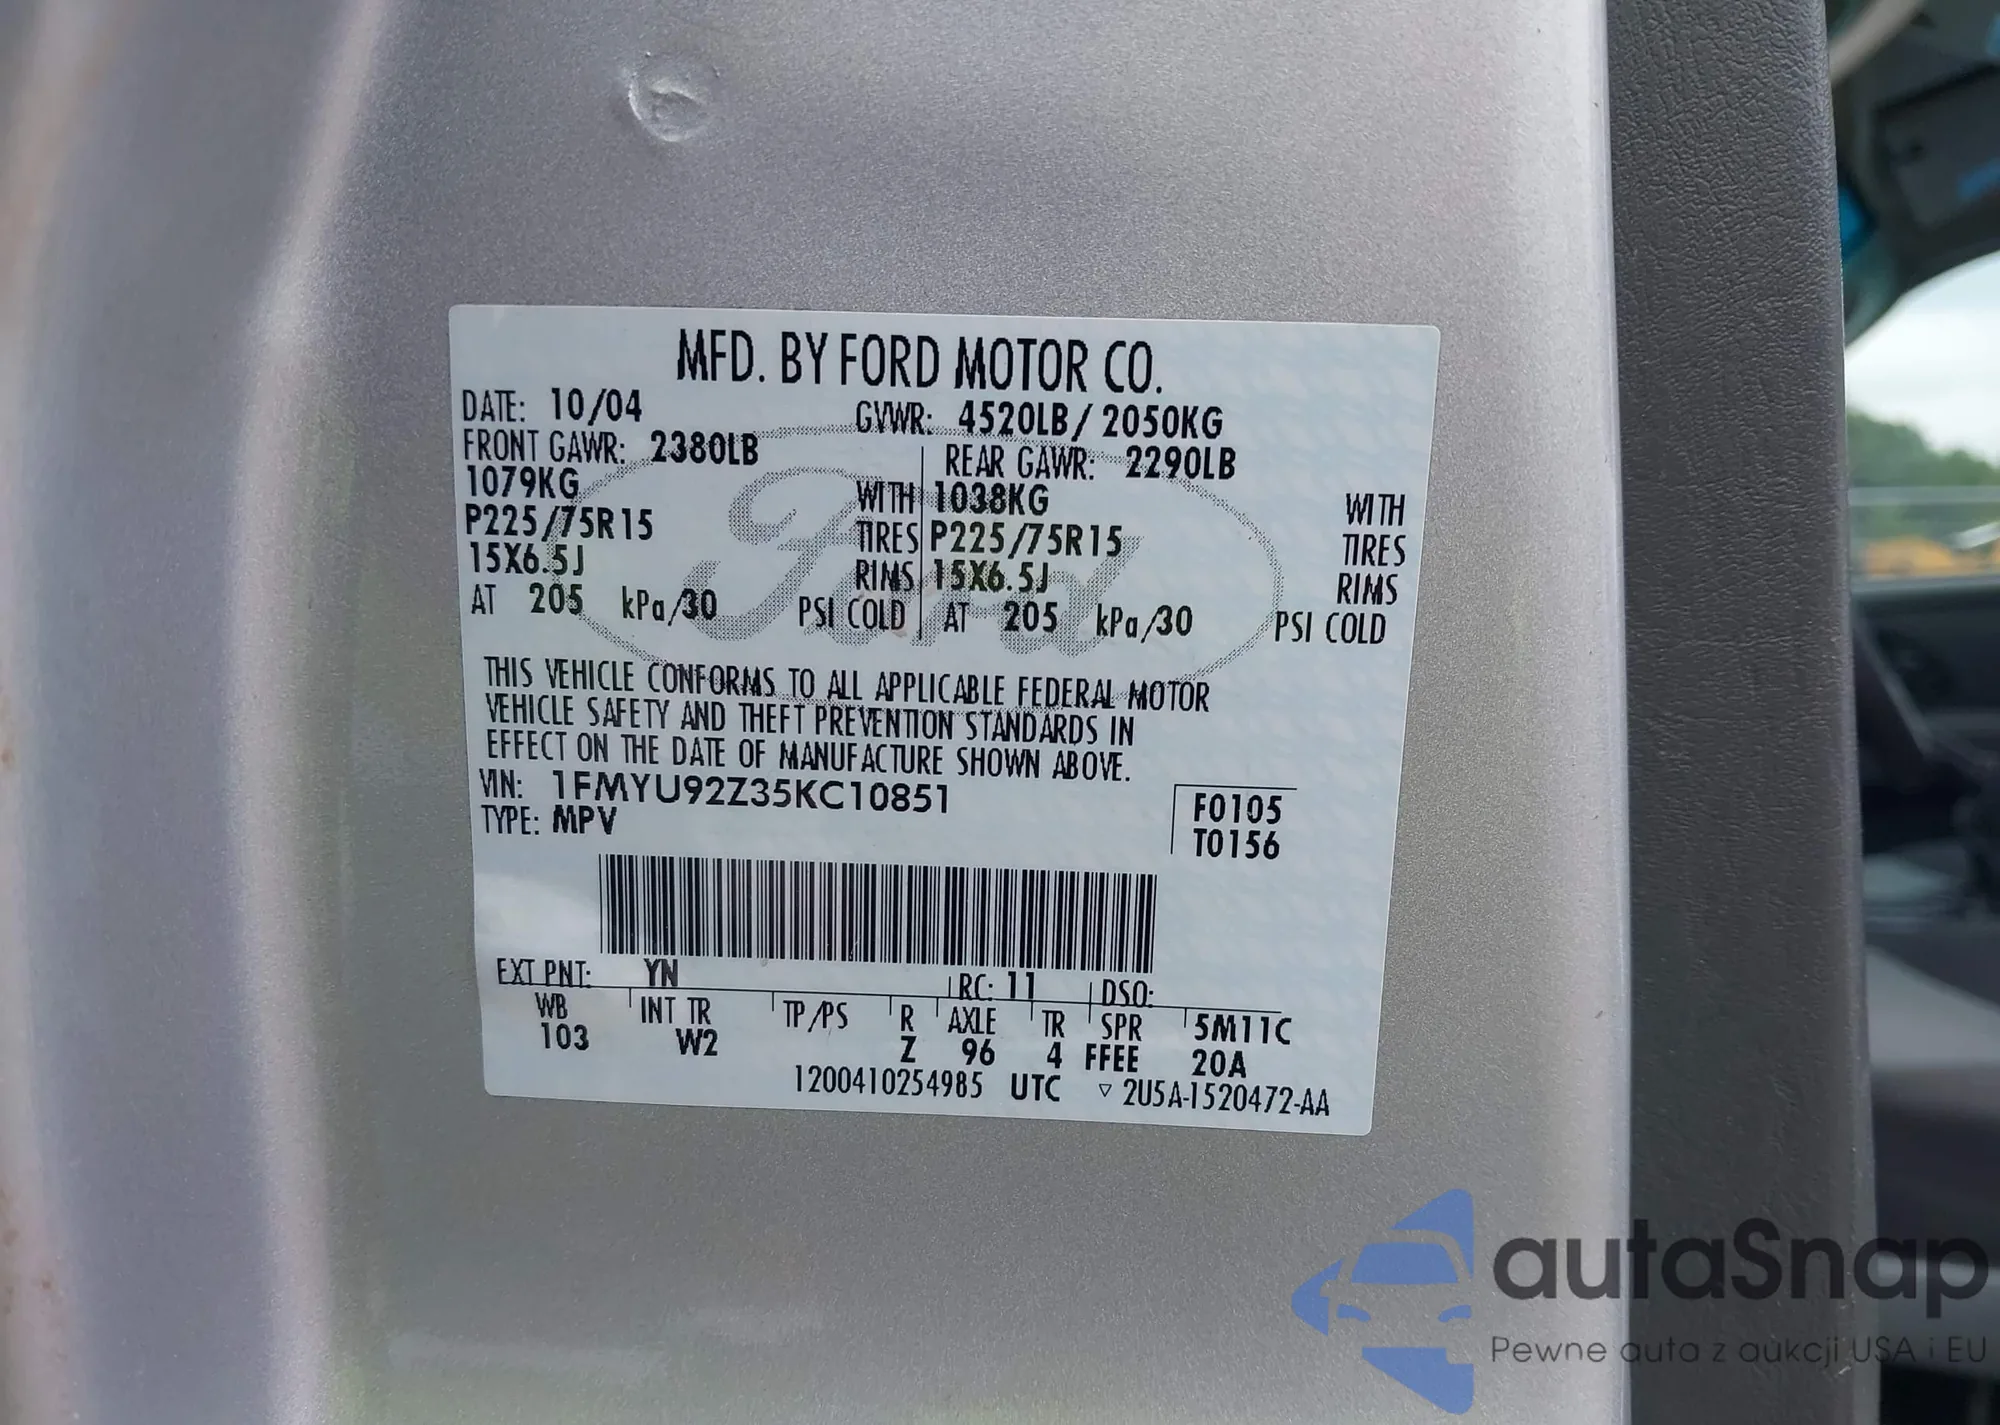 MFD. BY FORD MOTOR CO.
DATE: 10/04 GVWR: 4520LB/ 2050KG
FRONT GAWR: 2380LB REAR GAWR: 2290LB
1079KG WITH 1038KG WITH
P225/75R15 TIRES P225/75R15 TIRES
15X6.5J RIMS 15X6.5J RIMS
AT 205 kPa/30 PSI COLD AT 205 kPa/30 PSI COLD
Ford
THIS VEHICLE CONFORMS TO ALL APPLICABLE FEDERAL MOTOR
VEHICLE SAFETY AND THEFT PREVENTION STANDARDS IN
EFFECT ON THE DATE OF MANUFACTURE SHOWN ABOVE.
VIN: 1FMYU92Z35KC10851 F0105
TYPE: MPV T0156
EXT PNT: YN RC: 11 DSO:
WB INT TR TP/PS R AXLE TR SPR 5M11C
103 W2 Z 96 4 FFEE 20A
1200410254985 UTC ▽ 2U5A-1520472-AA
autaSnap
Pewne auta z aukcji USA i EU